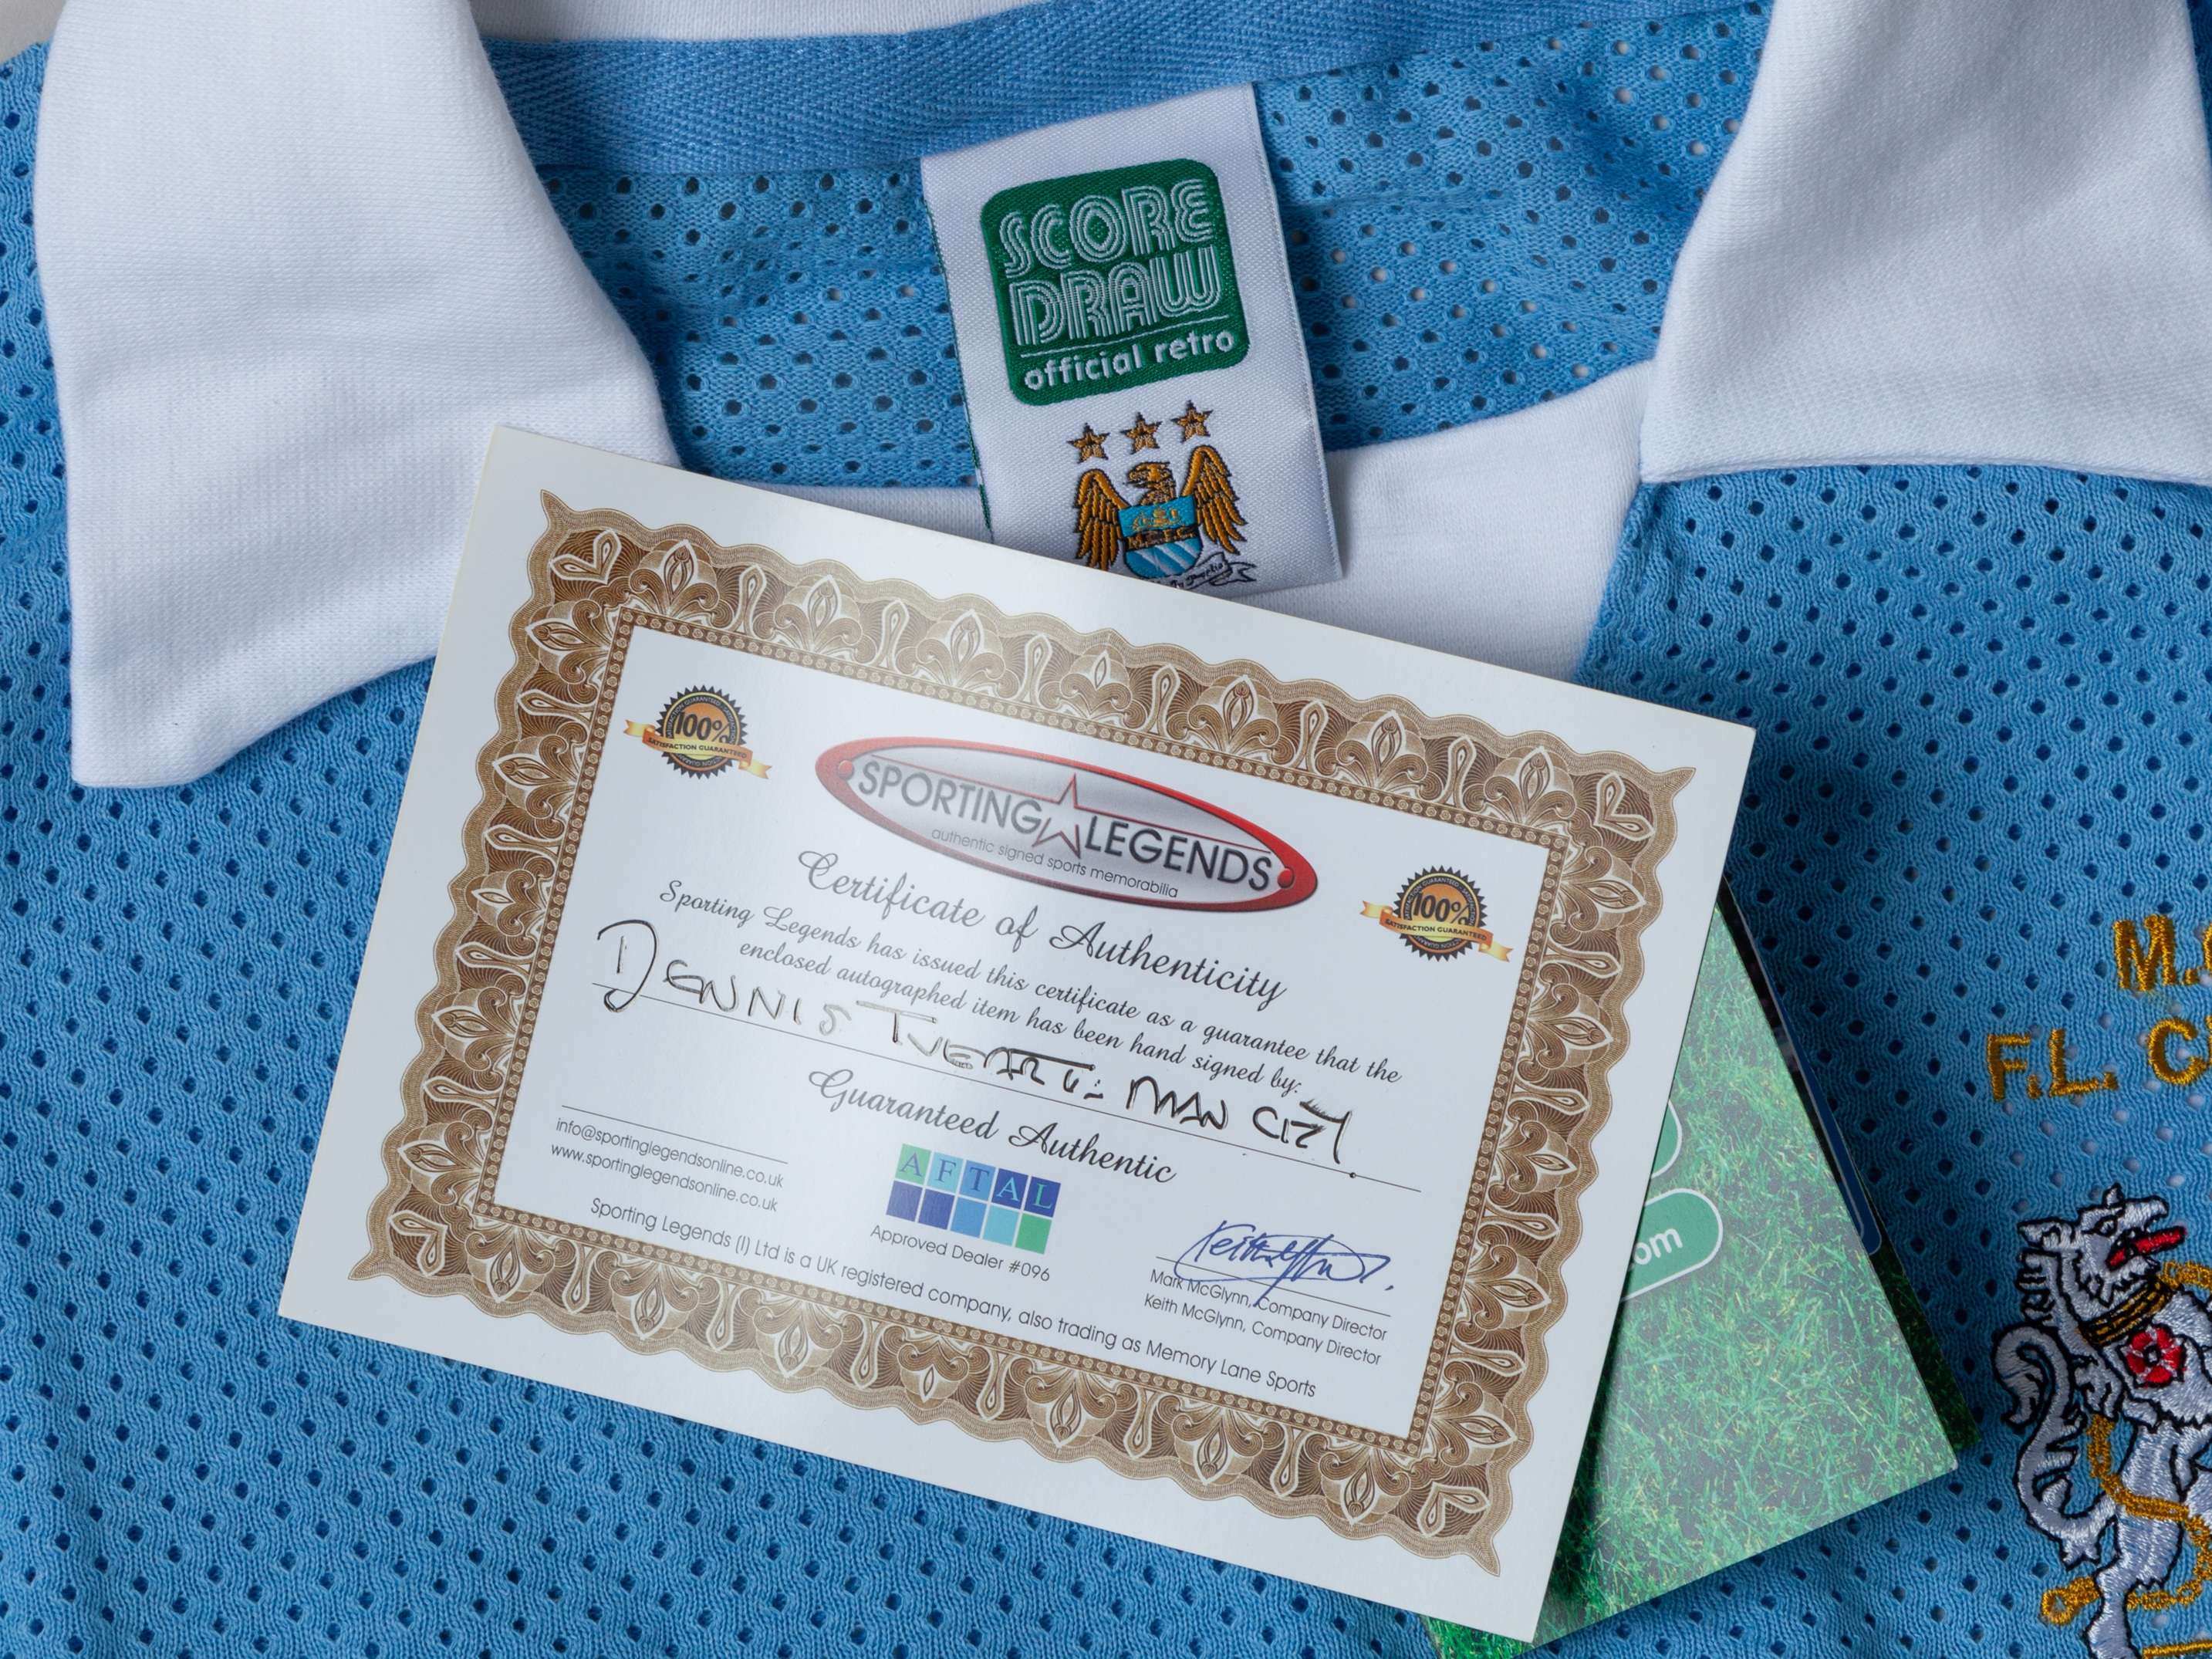 SCORE
DRAW
official retro
M.C.F.C.
100%
SATISFACTION GUARANTEED
SPORTING LEGENDS
authentic signed sports memorabilia
100%
SATISFACTION GUARANTEED
Certificate of Authenticity
Sporting Legends has issued this certificate as a guarantee that the
enclosed autographed item has been hand signed by:
DENNIS TUEART: MAN CITY.
Guaranteed Authentic
info@sportinglegendsonline.co.uk
www.sportinglegendsonline.co.uk
AFTAL
Approved Dealer #096
Mark McGlynn, Company Director
Keith McGlynn, Company Director
Sporting Legends (I) Ltd is a UK registered company, also trading as Memory Lane Sports
M.
F.L. C
om